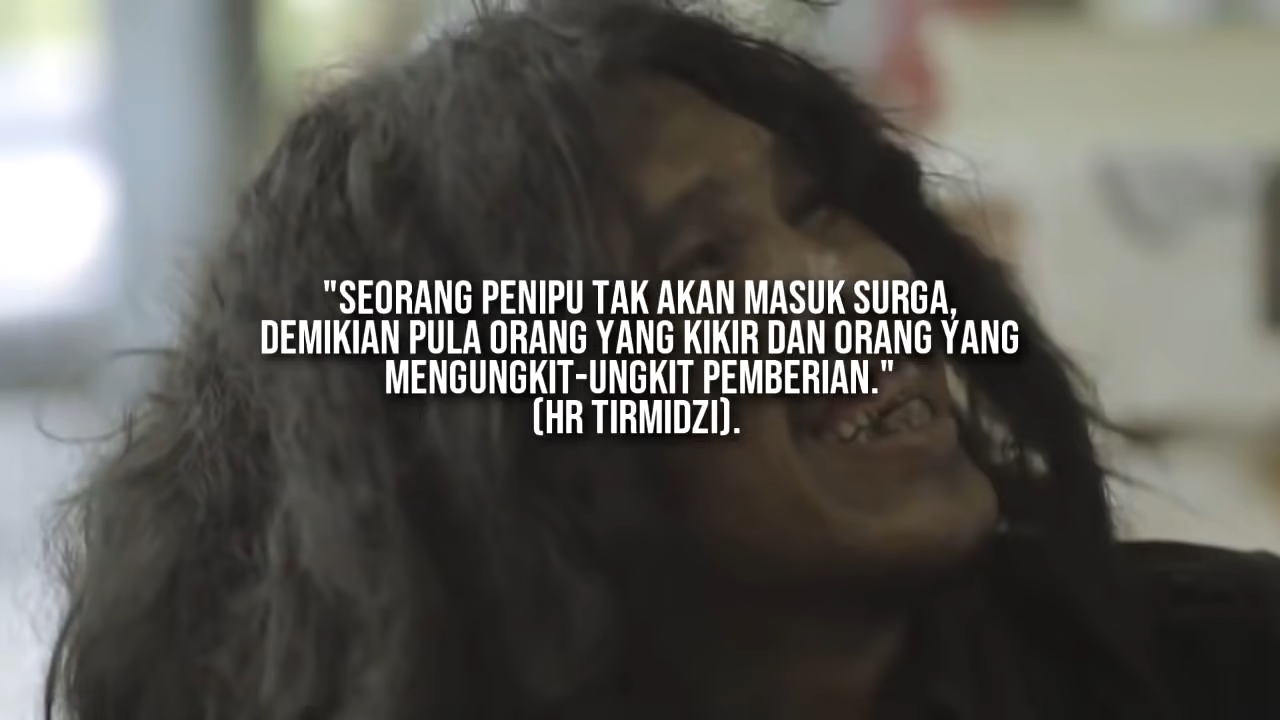 "SEORANG PENIPU TAK AKAN MASUK SURGA,
DEMIKIAN PULA ORANG YANG KIKIR DAN ORANG YANG
MENGUNGKIT-UNGKIT PEMBERIAN."
(HR TIRMIDZI).